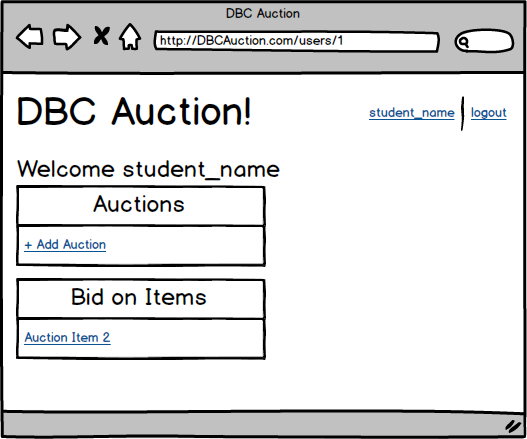 DBC Auction
http://DBCAuction.com/users/1
DBC Auction!
student_name
logout
Welcome student_name
Auctions
+ Add Auction
Bid on Items
Auction Item 2